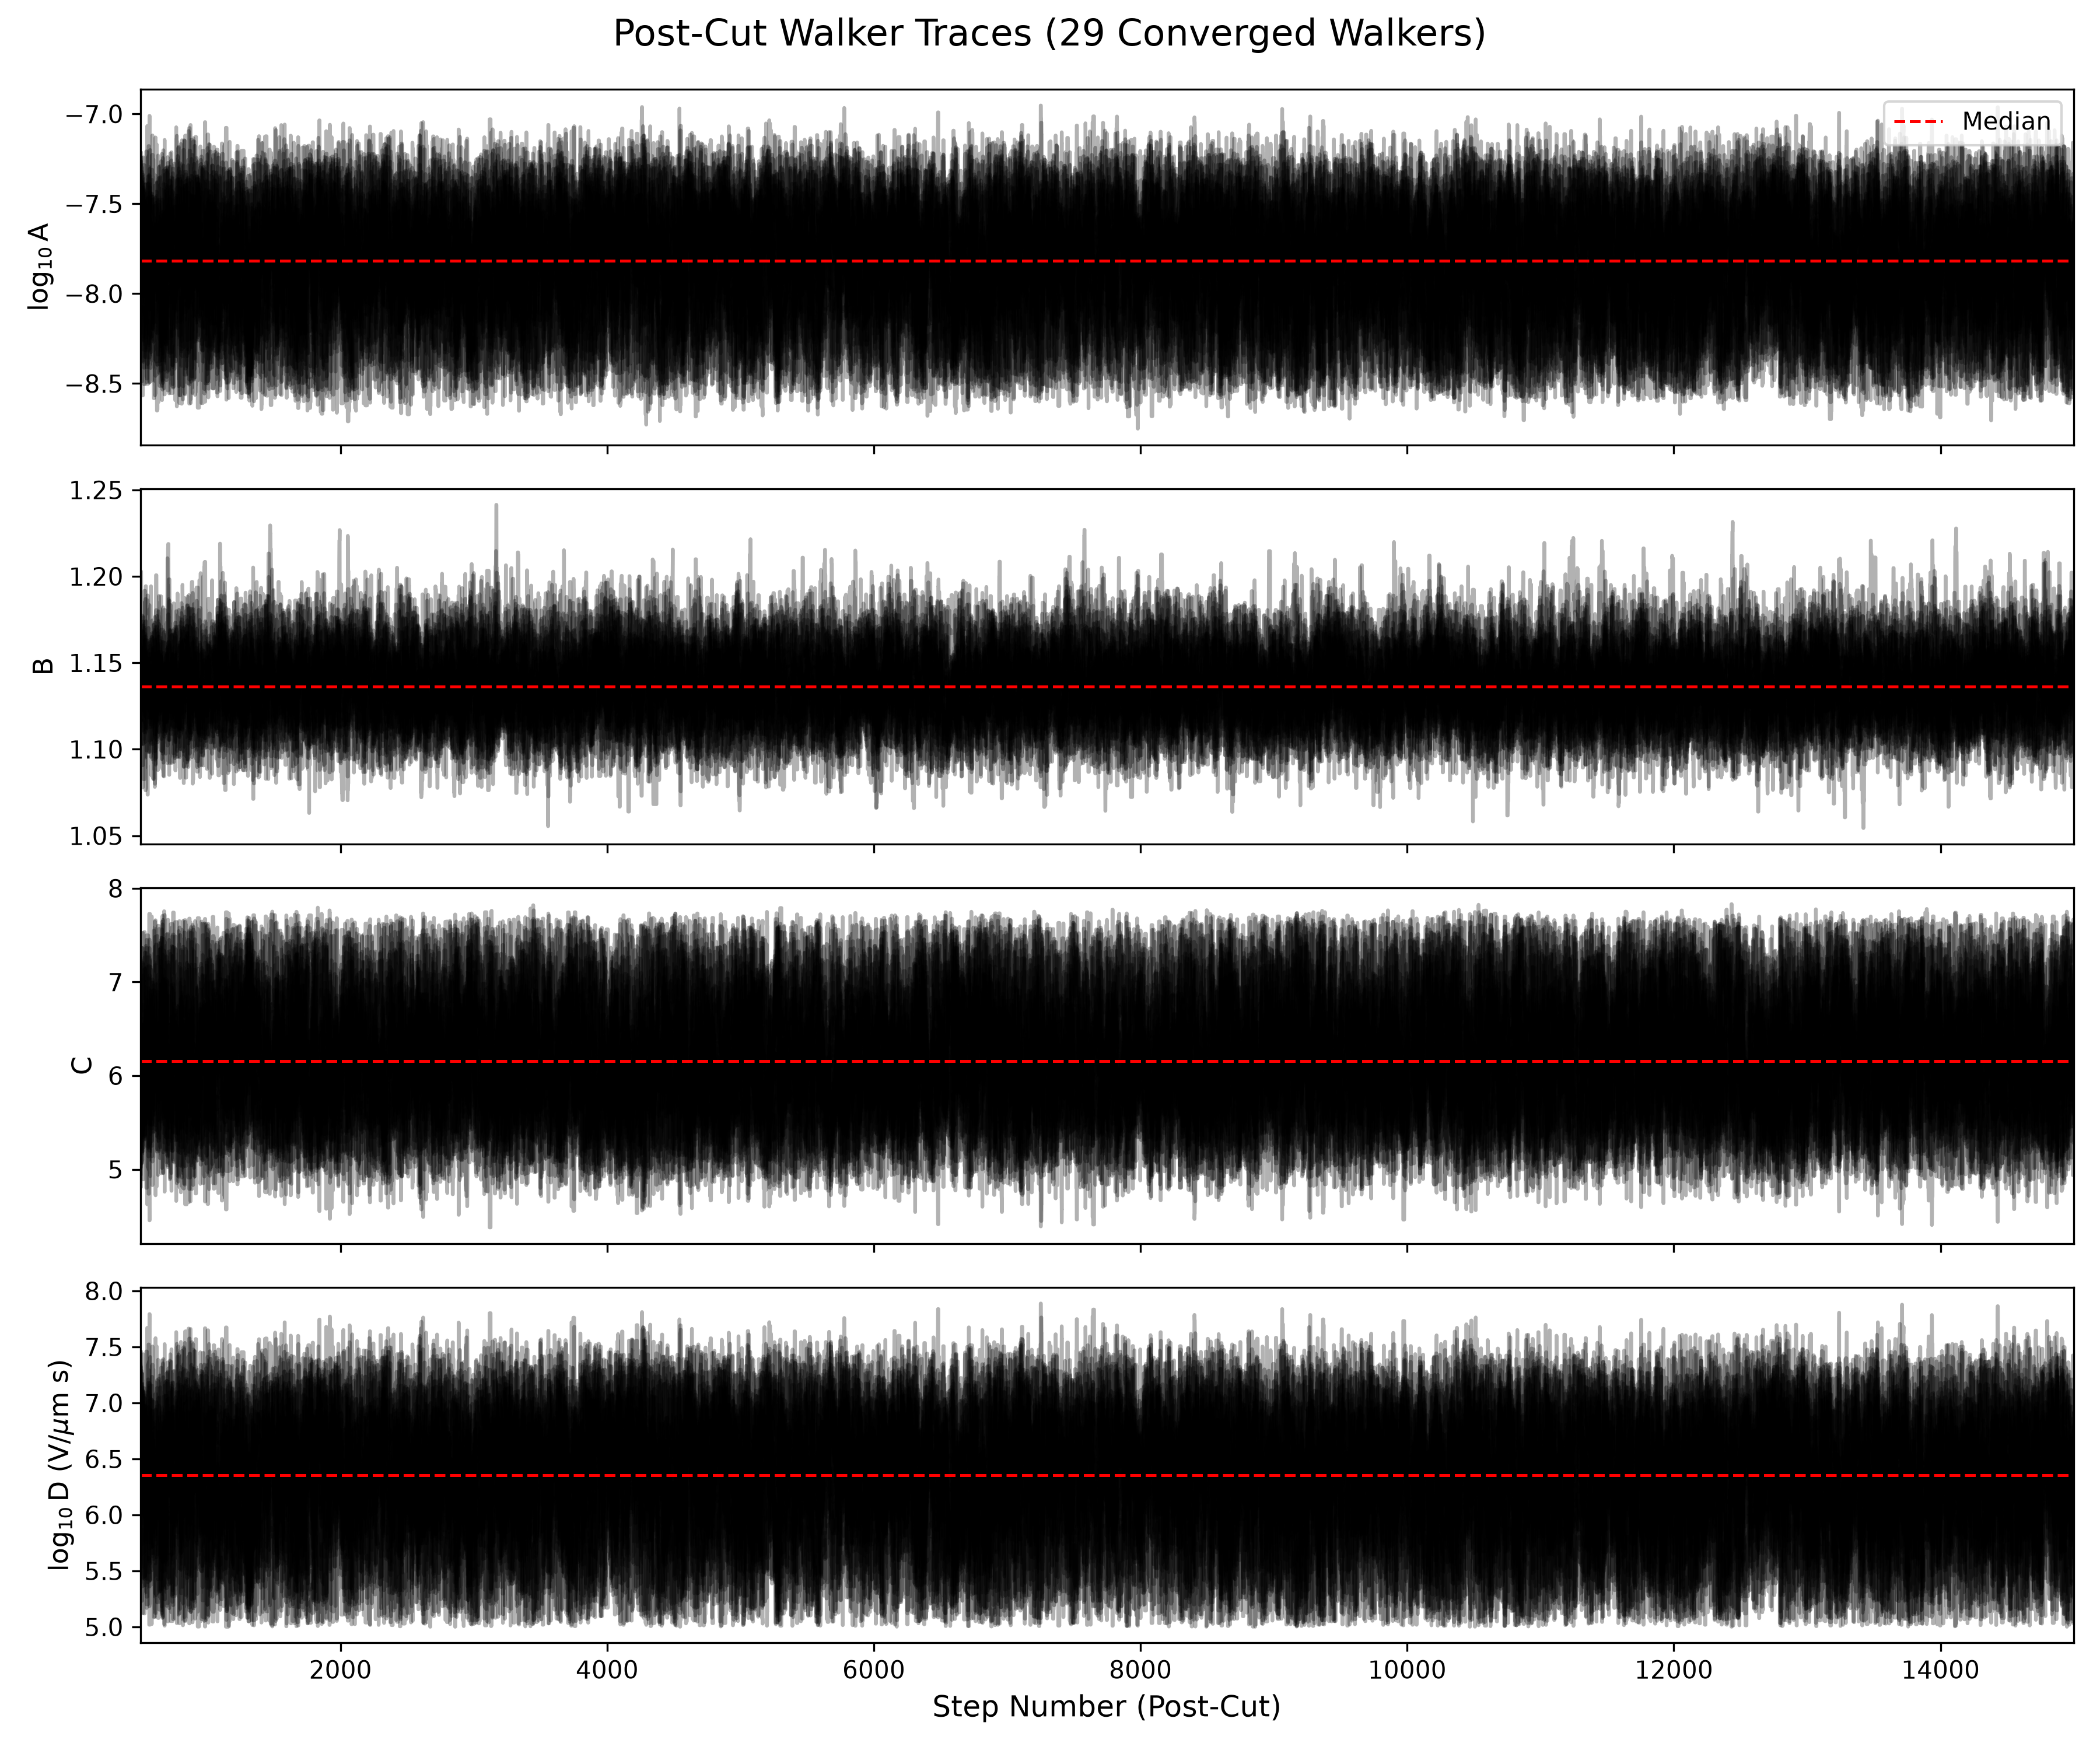 Post-Cut Walker Traces (29 Converged Walkers)
−7.0
Median
−7.5
log₁₀ A
−8.0
−8.5
1.25
1.20
B
1.15
1.10
1.05
8
7
C
6
5
8.0
7.5
log₁₀ D (V/μm s)
7.0
6.5
6.0
5.5
5.0
2000 4000 6000 8000 10000 12000 14000
Step Number (Post-Cut)